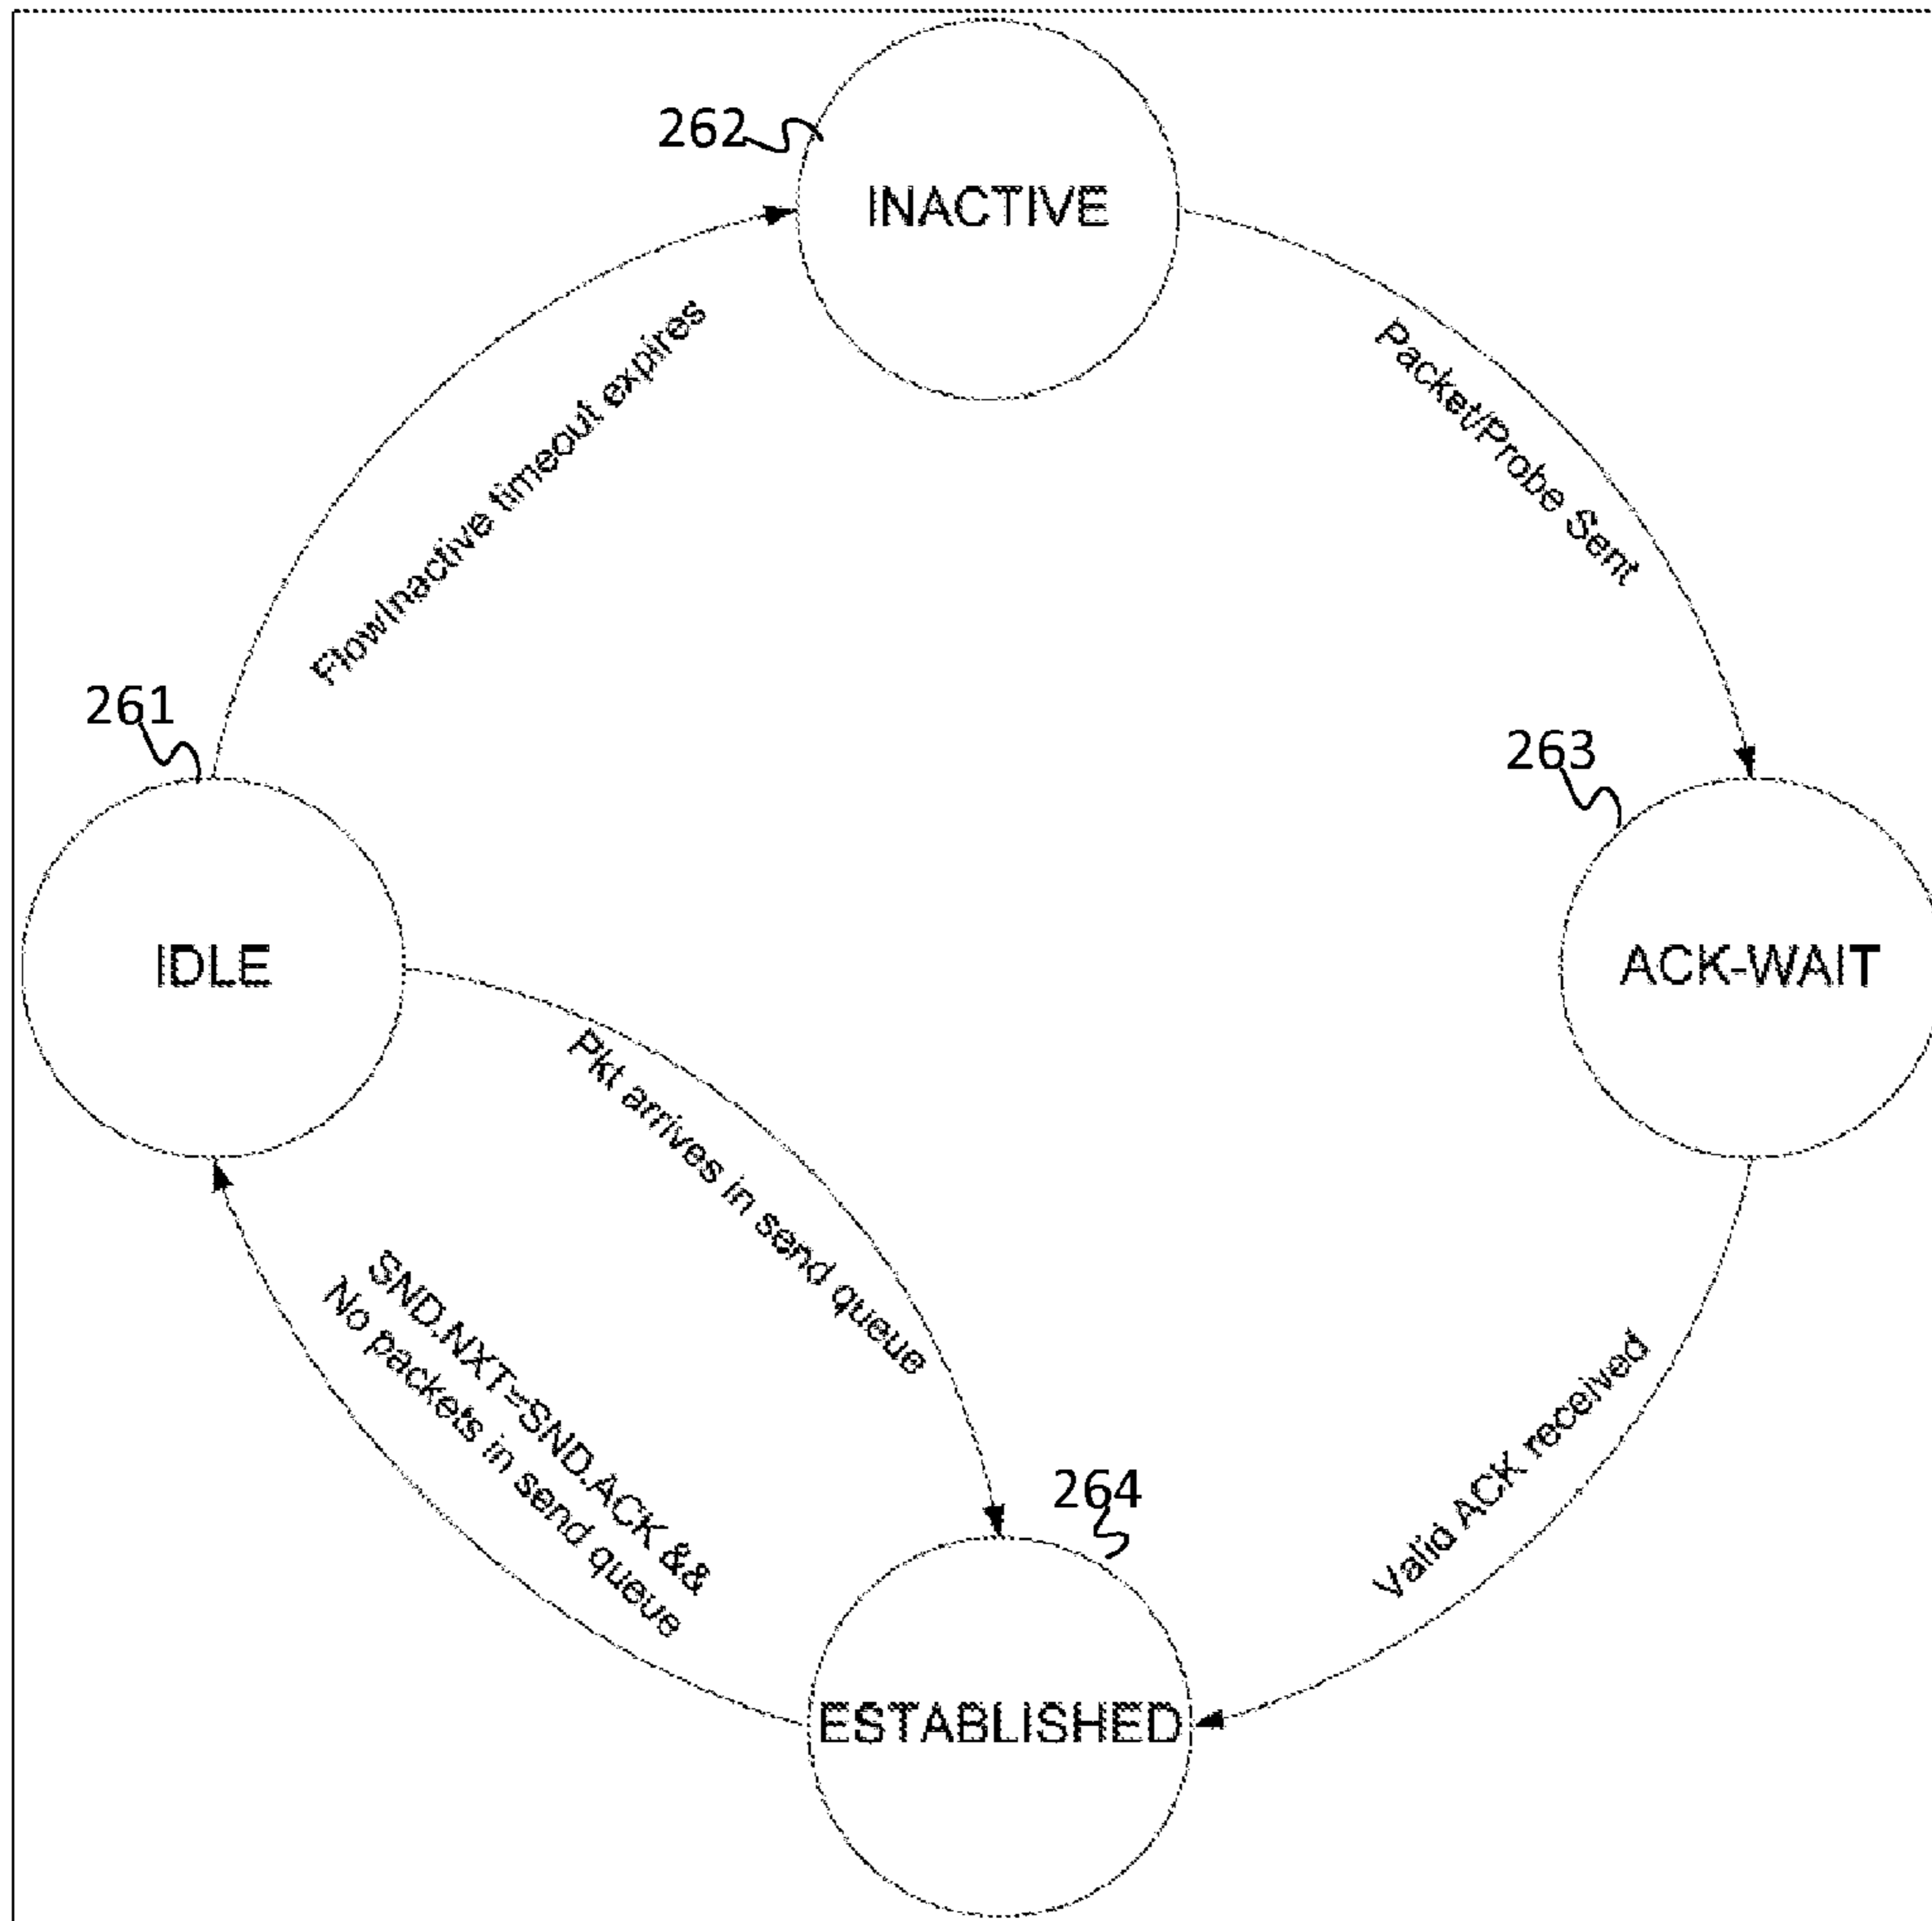 262
INACTIVE
FlowInactive timeout expires
Packet/Probe Sent
261
263
IDLE
ACK-WAIT
Pkt arrives in send queue
SND.NXT=SND.ACK &&
No packets in send queue
264
Valid ACK received
ESTABLISHED